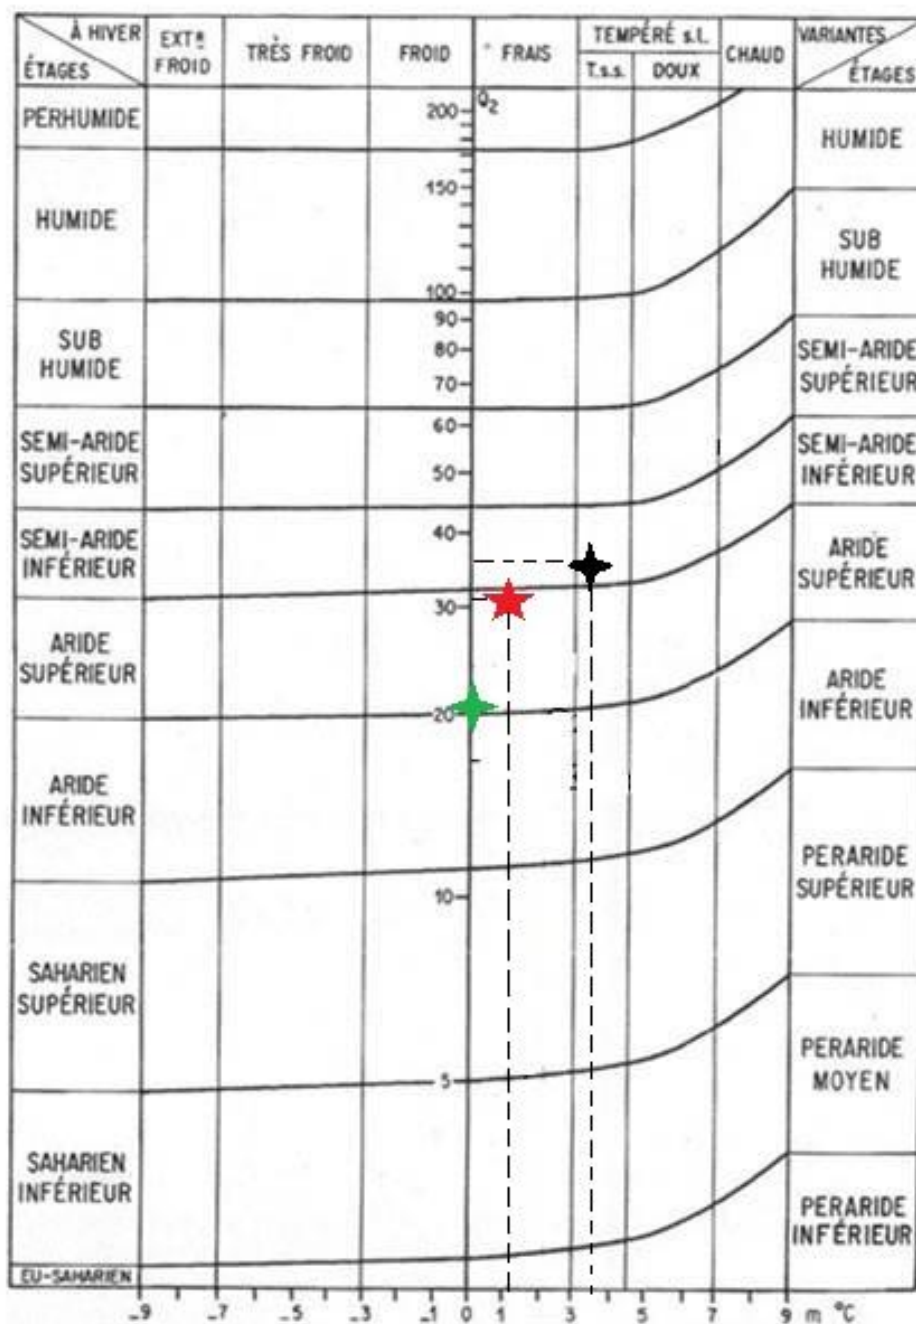 À HIVER
ÉTAGES
EXTᵗ FROID
TRÈS FROID
FROID
FRAIS
TEMPÉRÉ s.l.
T.s.s.
DOUX
CHAUD
VARIANTES
ÉTAGES
PERHUMIDE
HUMIDE
SUB
HUMIDE
SEMI-ARIDE
SUPÉRIEUR
SEMI-ARIDE
INFÉRIEUR
ARIDE
SUPÉRIEUR
ARIDE
INFÉRIEUR
SAHARIEN
SUPÉRIEUR
SAHARIEN
INFÉRIEUR
EU-SAHARIEN
Q2
200
150
100
90
80
70
60
50
40
30
20
10
5
HUMIDE
SUB
HUMIDE
SEMI-ARIDE
SUPÉRIEUR
SEMI-ARIDE
INFÉRIEUR
ARIDE
SUPÉRIEUR
ARIDE
INFÉRIEUR
PERARIDE
SUPÉRIEUR
PERARIDE
MOYEN
PERARIDE
INFÉRIEUR
-9 -7 -5 -3 -1 0 1 3 5 7 9 m °C